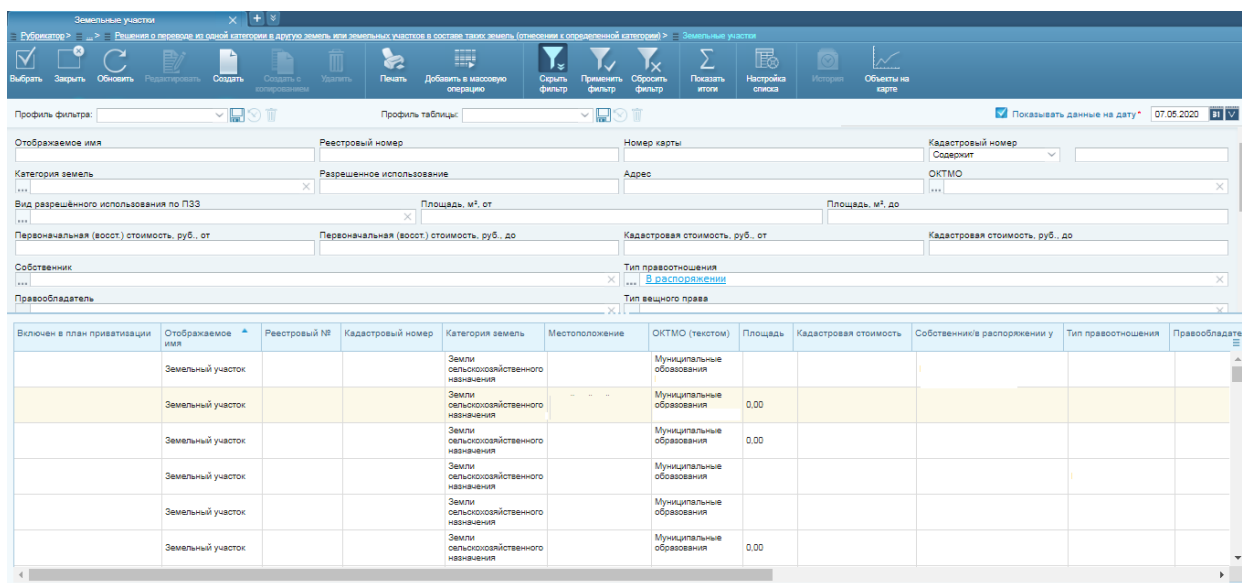 Земельные участки
Рубрикатор > ... > Решения о переводе из одной категории в другую земель или земельных участков в составе таких земель (отнесении к определенной категории) > Земельные участки
Выбрать Закрыть Обновить Редактировать Создать Создать с копированием Удалить Печать Добавить в массовую операцию Скрыть фильтр Применить фильтр Сбросить фильтр Показать итоги Настройка списка История Объекты на карте
Профиль фильтра: Профиль таблицы: Показывать данные на дату* 07.05.2020
Отображаемое имя Реестровый номер Номер карты Кадастровый номер
Содержит
Категория земель Разрешенное использование Адрес ОКТМО
Вид разрешённого использования по ПЗЗ Площадь, м², от Площадь, м², до
Первоначальная (восст.) стоимость, руб., от Первоначальная (восст.) стоимость, руб., до Кадастровая стоимость, руб., от Кадастровая стоимость, руб., до
Собственник Тип правоотношения
В распоряжении
Правообладатель Тип вещного права
Включен в план приватизации Отображаемое имя Реестровый № Кадастровый номер Категория земель Местоположение ОКТМО (текстом) Площадь Кадастровая стоимость Собственник/в распоряжении у Тип правоотношения Правообладате
Земельный участок Земли сельскохозяйственного назначения Муниципальные обоазования
Земельный участок Земли сельскохозяйственного назначения Муниципальные образования 0,00
Земельный участок Земли сельскохозяйственного назначения Муниципальные образования 0,00
Земельный участок Земли сельскохозяйственного назначения Муниципальные обоазования
Земельный участок Земли сельскохозяйственного назначения Муниципальные образования
Земельный участок Земли сельскохозяйственного назначения Муниципальные образования 0,00